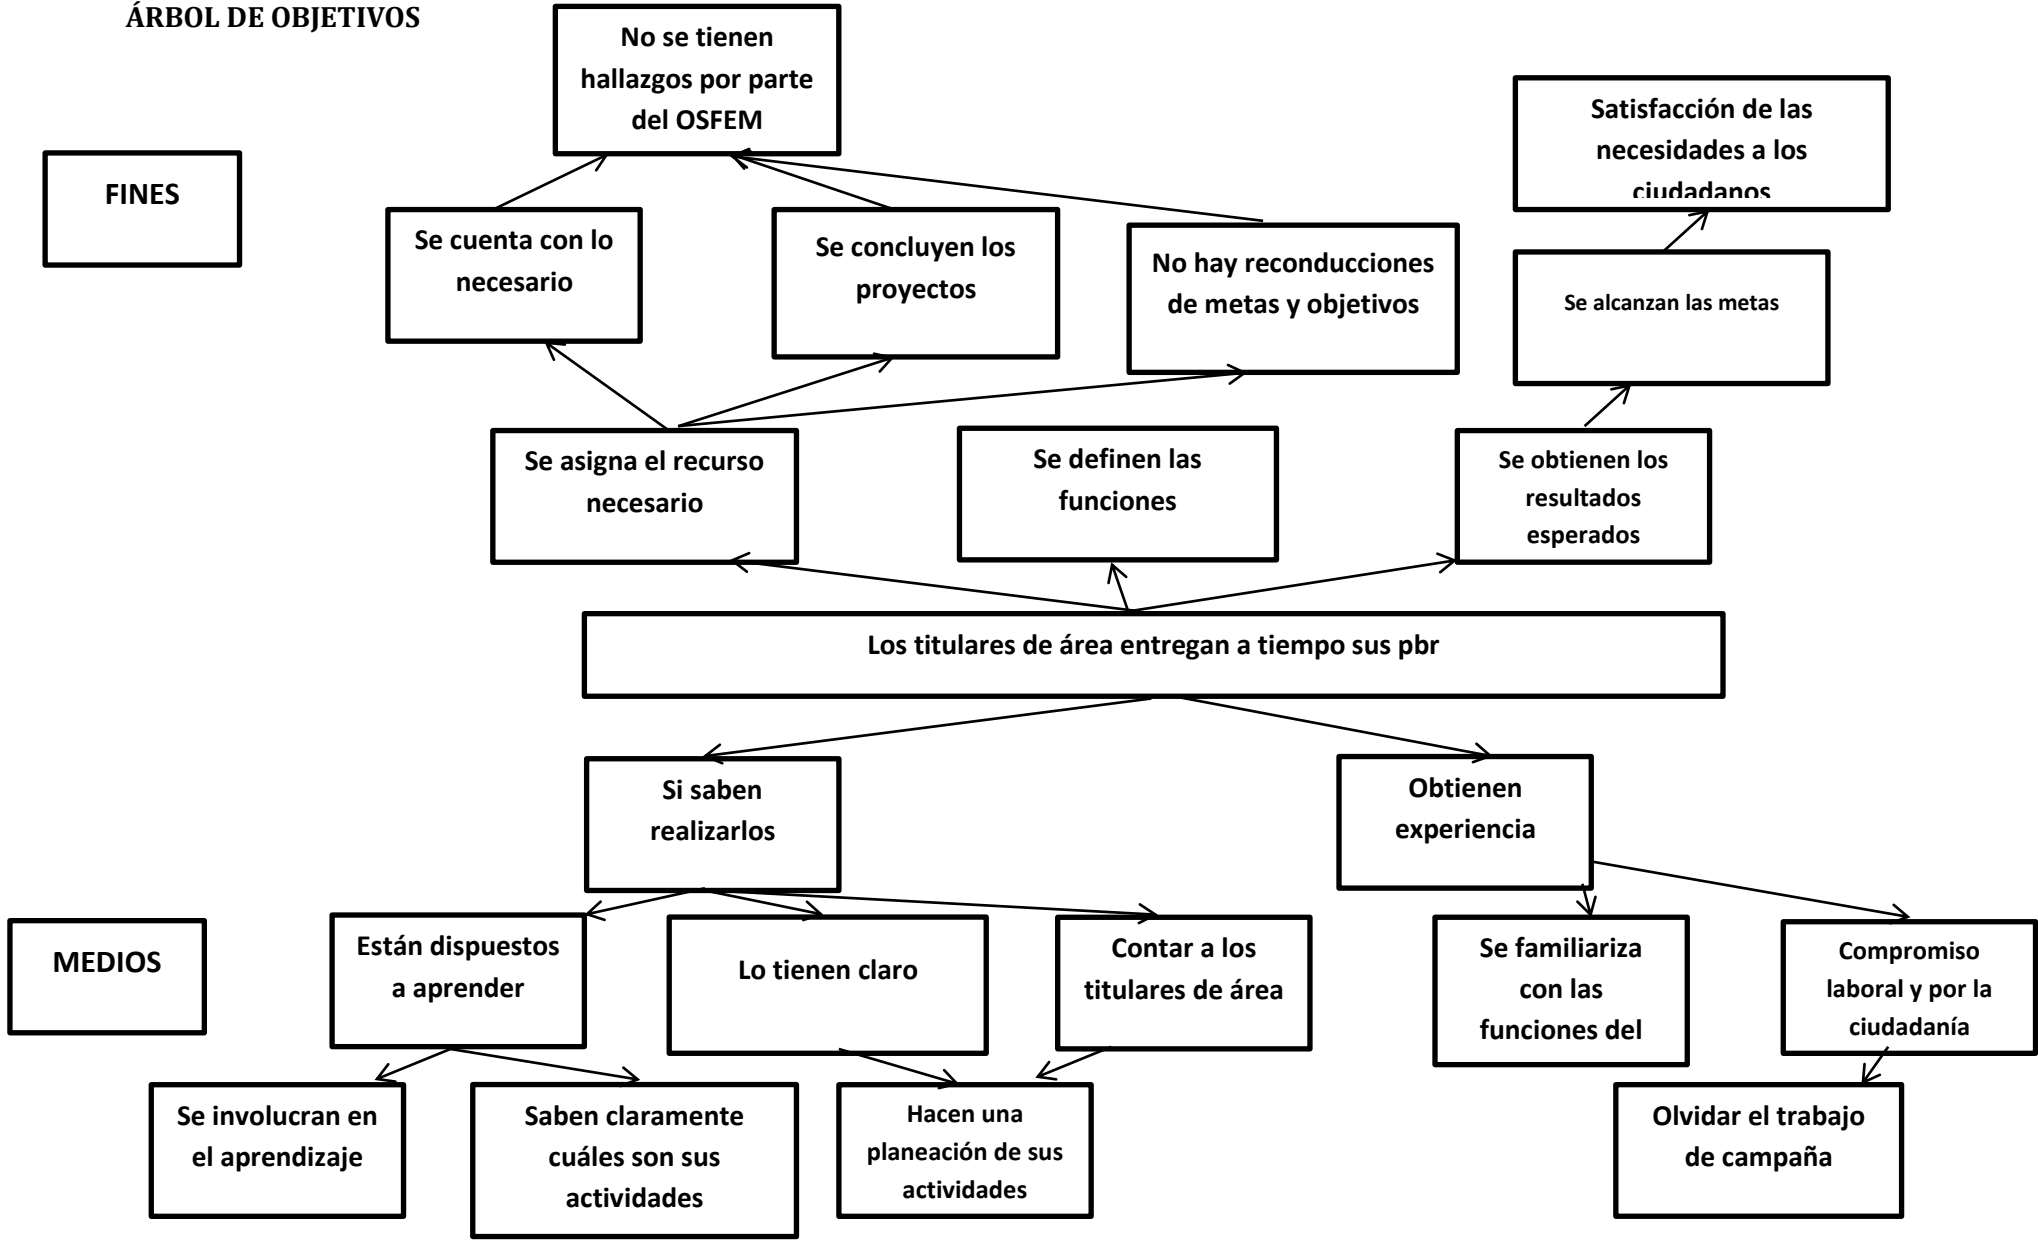 ÁRBOL DE OBJETIVOS
No se tienen
hallazgos por parte
del OSFEM
Satisfacción de las
necesidades a los
ciudadanos
FINES
Se cuenta con lo
necesario
Se concluyen los
proyectos
No hay reconducciones
de metas y objetivos
Se alcanzan las metas
Se asigna el recurso
necesario
Se definen las
funciones
Se obtienen los
resultados
esperados
Los titulares de área entregan a tiempo sus pbr
Si saben
realizarlos
Obtienen
experiencia
MEDIOS
Están dispuestos
a aprender
Lo tienen claro
Contar a los
titulares de área
Se familiariza
con las
funciones del
Compromiso
laboral y por la
ciudadanía
Se involucran en
el aprendizaje
Saben claramente
cuáles son sus
actividades
Hacen una
planeación de sus
actividades
Olvidar el trabajo
de campaña